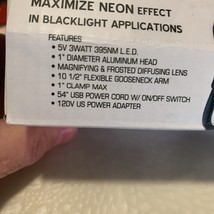 MAXIMIZE NEON EFFECT
IN BLACKLIGHT APPLICATIONS
FEATURES
• 5V 3WATT 395NM L.E.D.
• 1" DIAMETER ALUMINUM HEAD
• MAGNIFYING & FROSTED DIFFUSING LENS
• 10 1/2" FLEXIBLE GOOSENECK ARM
• 1" CLAMP MAX
• 54" USB POWER CORD W/ ON/OFF SWITCH
• 120V US POWER ADAPTER